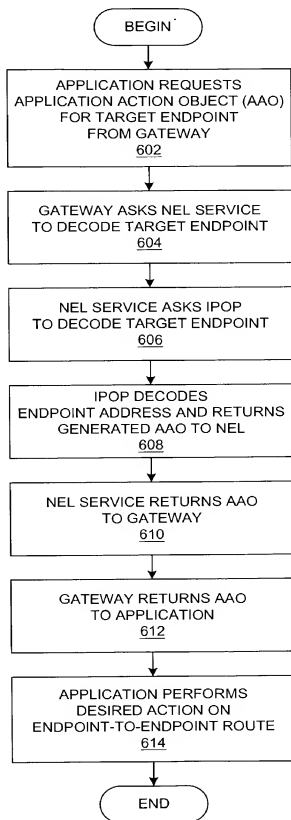 BEGIN
APPLICATION REQUESTS
APPLICATION ACTION OBJECT (AAO)
FOR TARGET ENDPOINT
FROM GATEWAY
602
GATEWAY ASKS NEL SERVICE
TO DECODE TARGET ENDPOINT
604
NEL SERVICE ASKS IPOP
TO DECODE TARGET ENDPOINT
606
IPOP DECODES
ENDPOINT ADDRESS AND RETURNS
GENERATED AAO TO NEL
608
NEL SERVICE RETURNS AAO
TO GATEWAY
610
GATEWAY RETURNS AAO
TO APPLICATION
612
APPLICATION PERFORMS
DESIRED ACTION ON
ENDPOINT-TO-ENDPOINT ROUTE
614
END